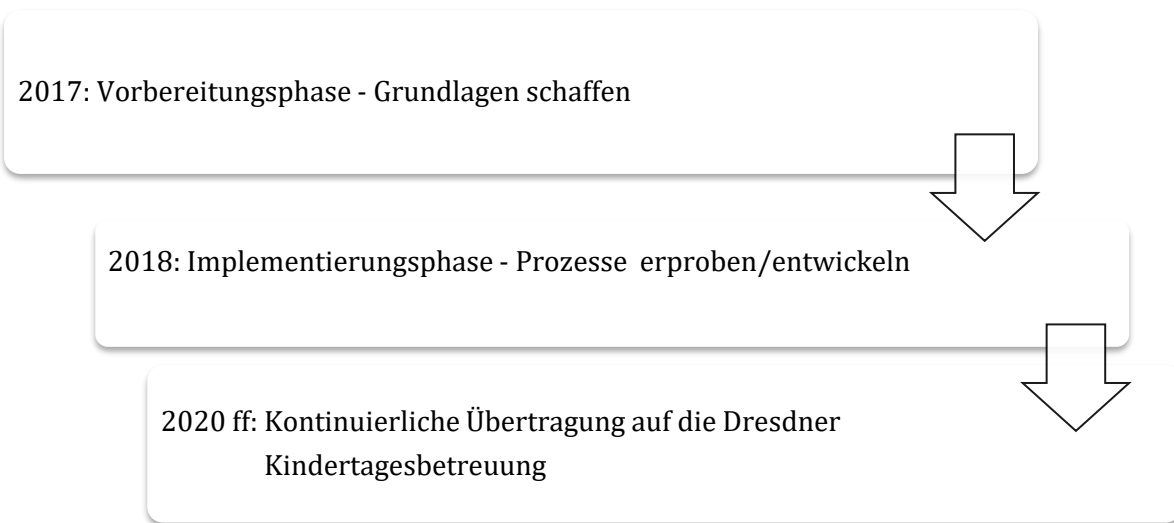 2017: Vorbereitungsphase - Grundlagen schaffen
2018: Implementierungsphase - Prozesse  erproben/entwickeln
2020 ff: Kontinuierliche Übertragung auf die Dresdner
Kindertagesbetreuung